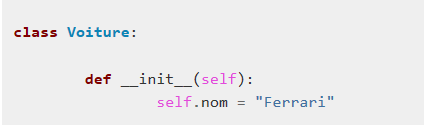 class Voiture:
def __init__(self):
self.nom = "Ferrari"